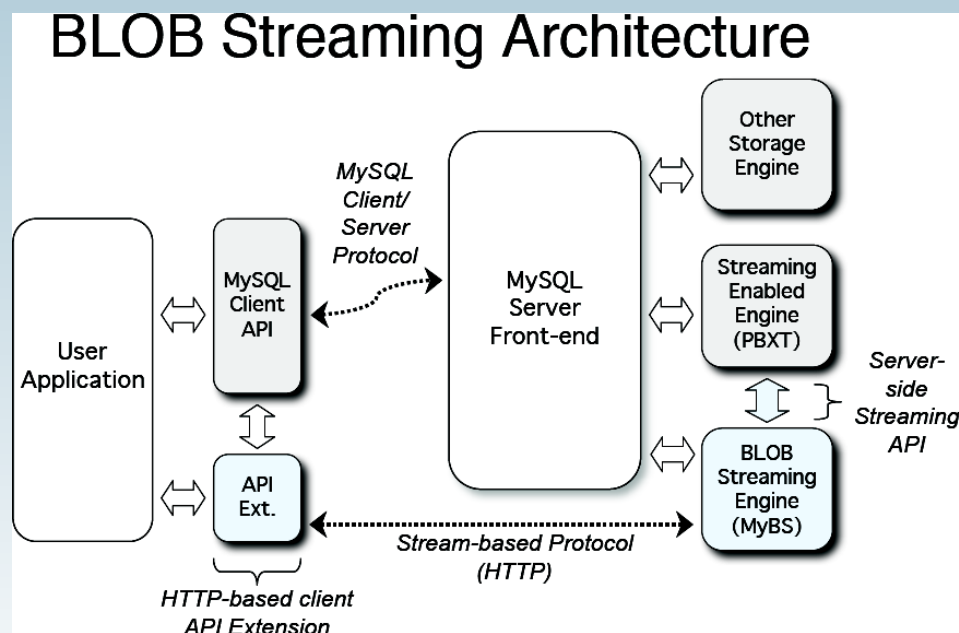 BLOB Streaming Architecture
Other
Storage
Engine
MySQL
Client/
Server
Protocol
MySQL
Client
API
MySQL
Server
Front-end
Streaming
Enabled
Engine
(PBXT)
User
Application
Server-
side
Streaming
API
API
Ext.
BLOB
Streaming
Engine
(MyBS)
Stream-based Protocol
(HTTP)
HTTP-based client
API Extension